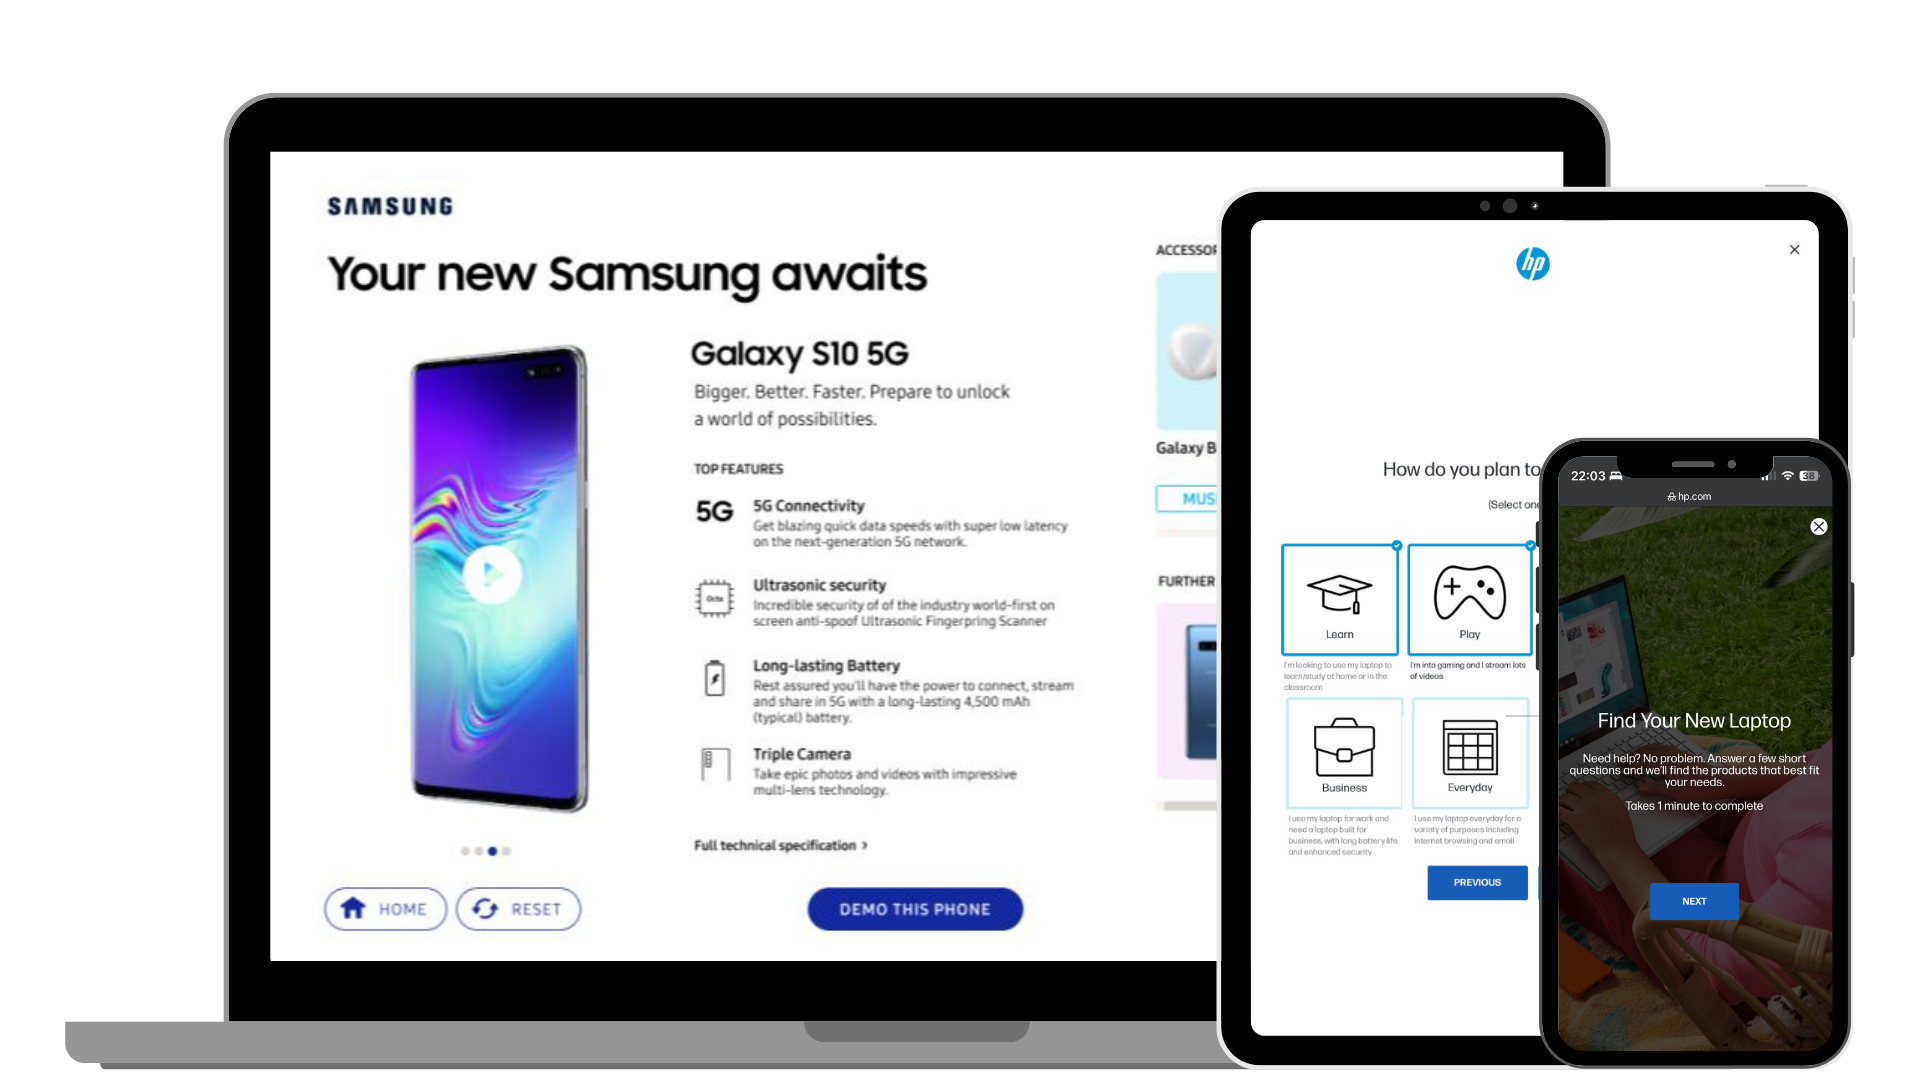 SAMSUNG
Your new Samsung awaits
Galaxy S10 5G
Bigger. Better. Faster. Prepare to unlock
a world of possibilities.
TOP FEATURES
5G
5G Connectivity
Get blazing quick data speeds with super low latency
on the next-generation 5G network.
Octa
Ultrasonic security
Incredible security of of the industry world-first on
screen anti-spoof Ultrasonic Fingerpring Scanner
Long-lasting Battery
Rest assured you'll have the power to connect, stream
and share in 5G with a long-lasting 4,500 mAh
(typical) battery.
Triple Camera
Take epic photos and videos with impressive
multi-lens technology.
Full technical specification >
HOME
RESET
DEMO THIS PHONE
ACCESSOR
Galaxy B
MUS
FURTHER
hp
How do you plan to
(Select one
Learn
I'm looking to use my laptop to
learn/study at home or in the
classroom
Play
I'm into gaming and I stream lots
of videos
Business
I use my laptop for work and
need a laptop built for
business, with long battery life
and enhanced security
Everyday
I use my laptop everyday for a
variety of purposes including
internet browsing and email
PREVIOUS
22:03
38
hp.com
Find Your New Laptop
Need help? No problem. Answer a few short
questions and we'll find the products that best fit
your needs.
Takes 1 minute to complete
NEXT